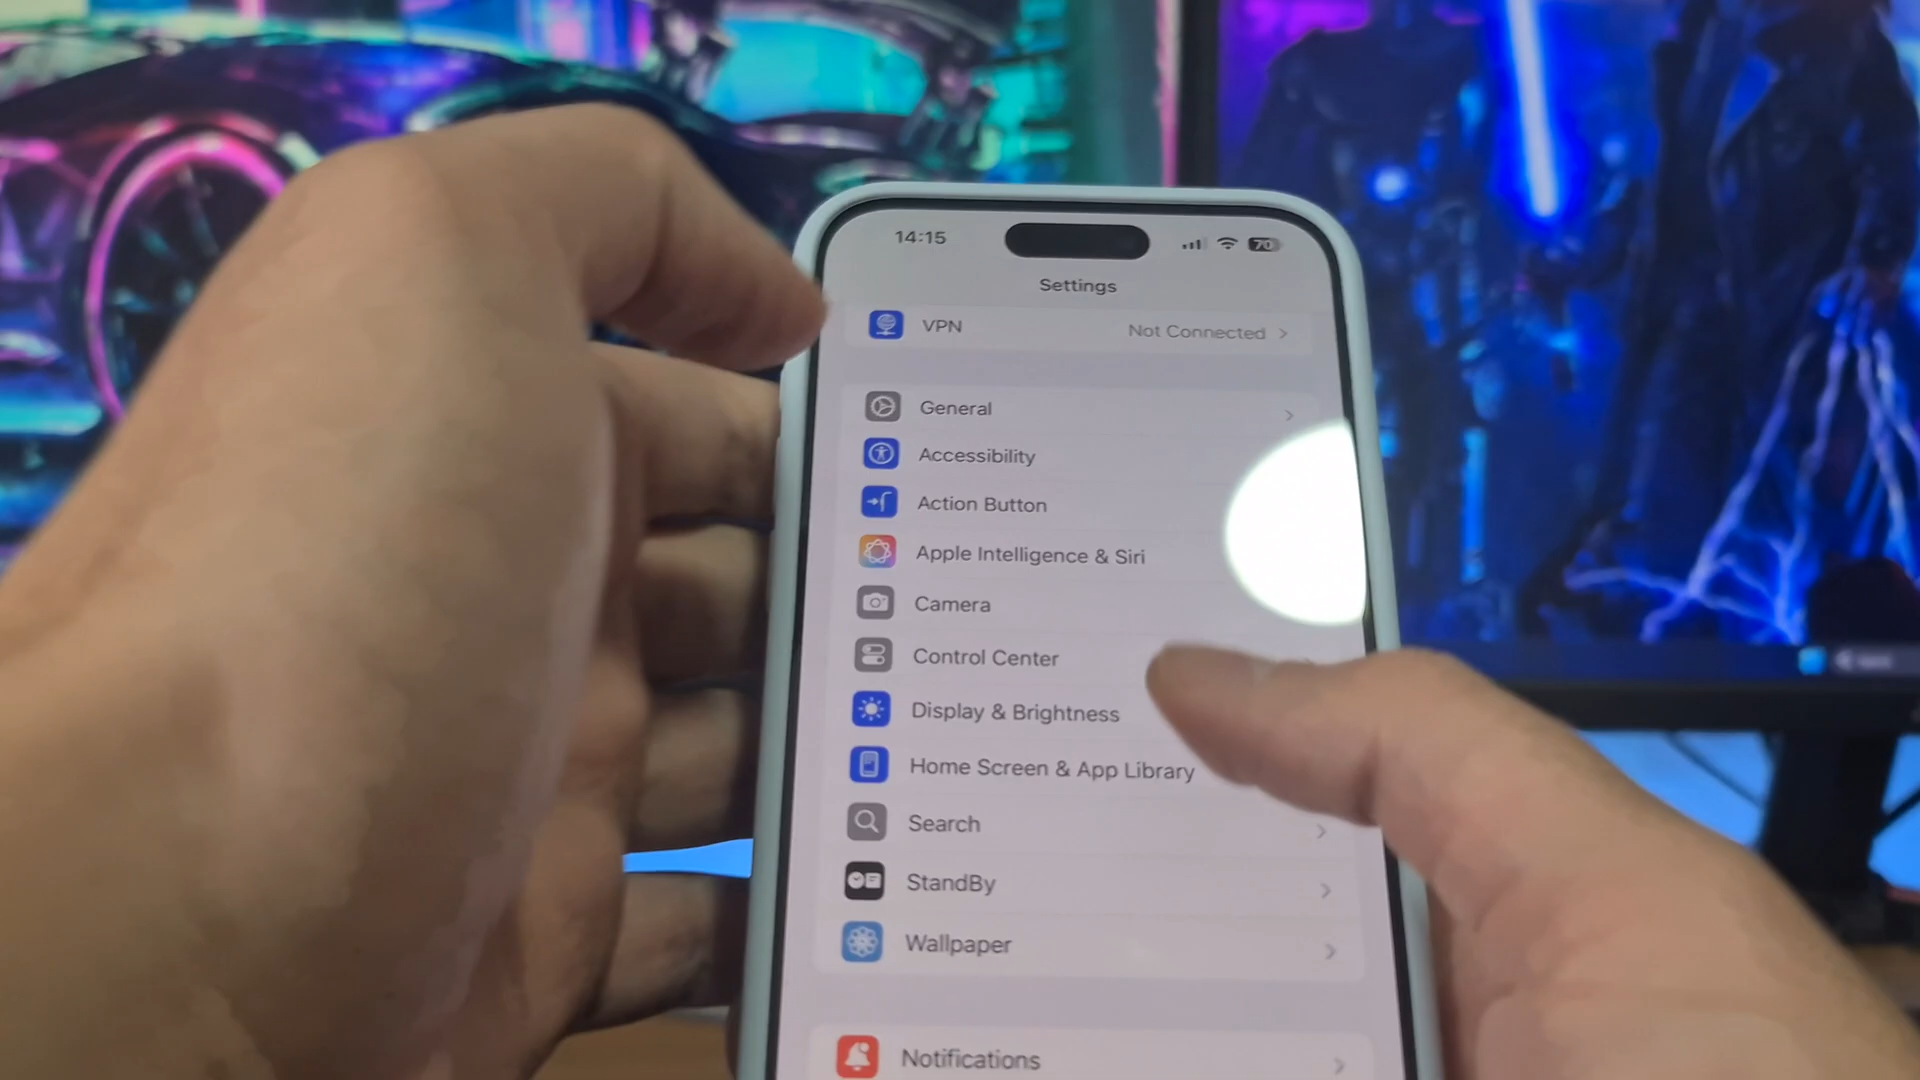 14:15
70
Settings
VPN
Not Connected
General
Accessibility
Action Button
Apple Intelligence & Siri
Camera
Control Center
Display & Brightness
Home Screen & App Library
Search
StandBy
Wallpaper
Notifications